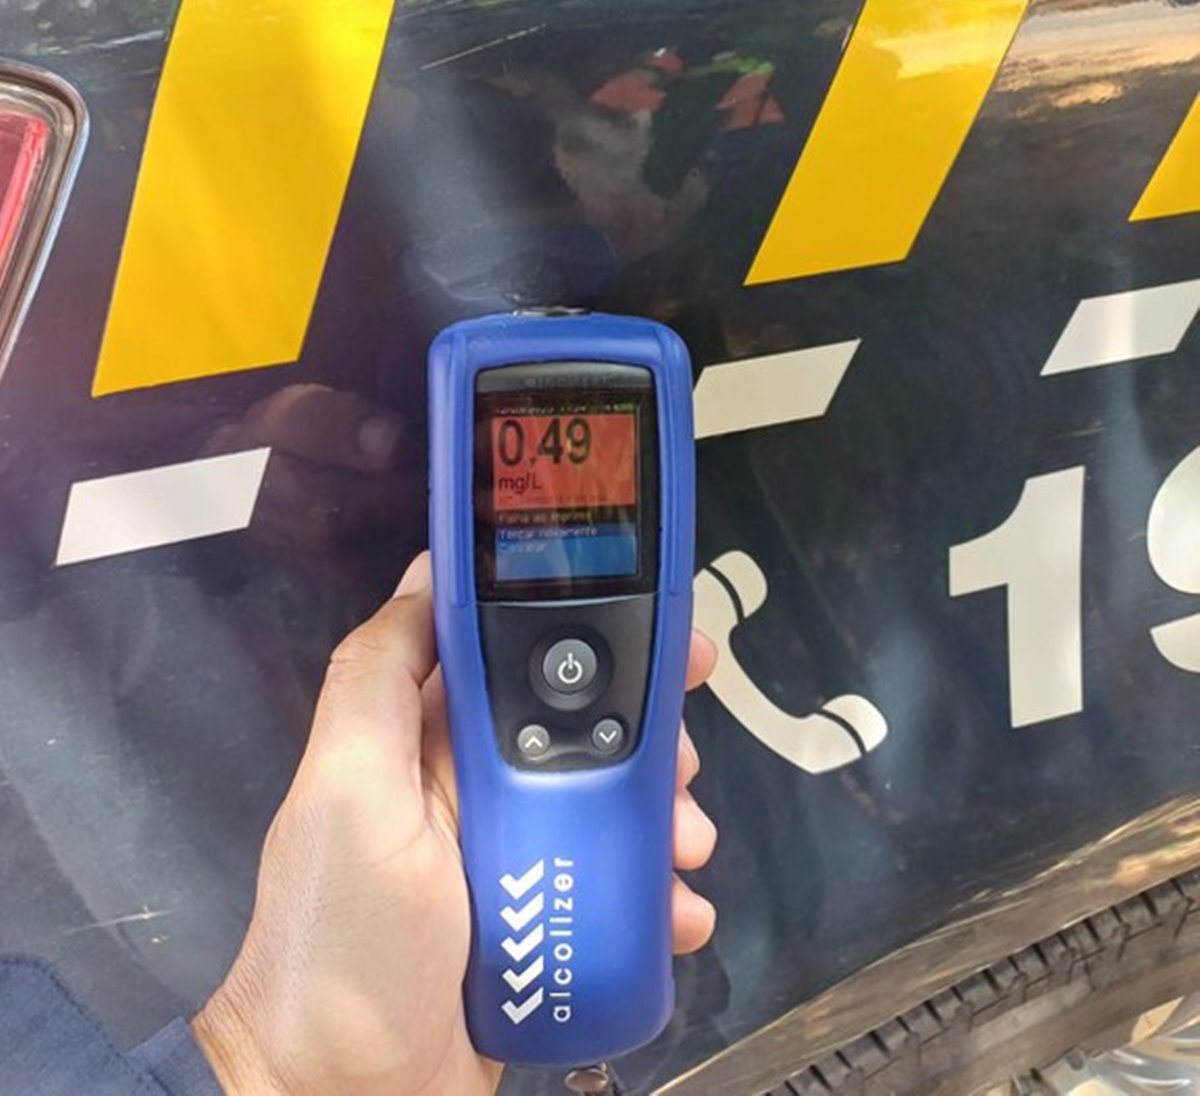 0.49
mg/L
Falha ao imprimir
Tentar novamente
Cancelar
alcolizer
19